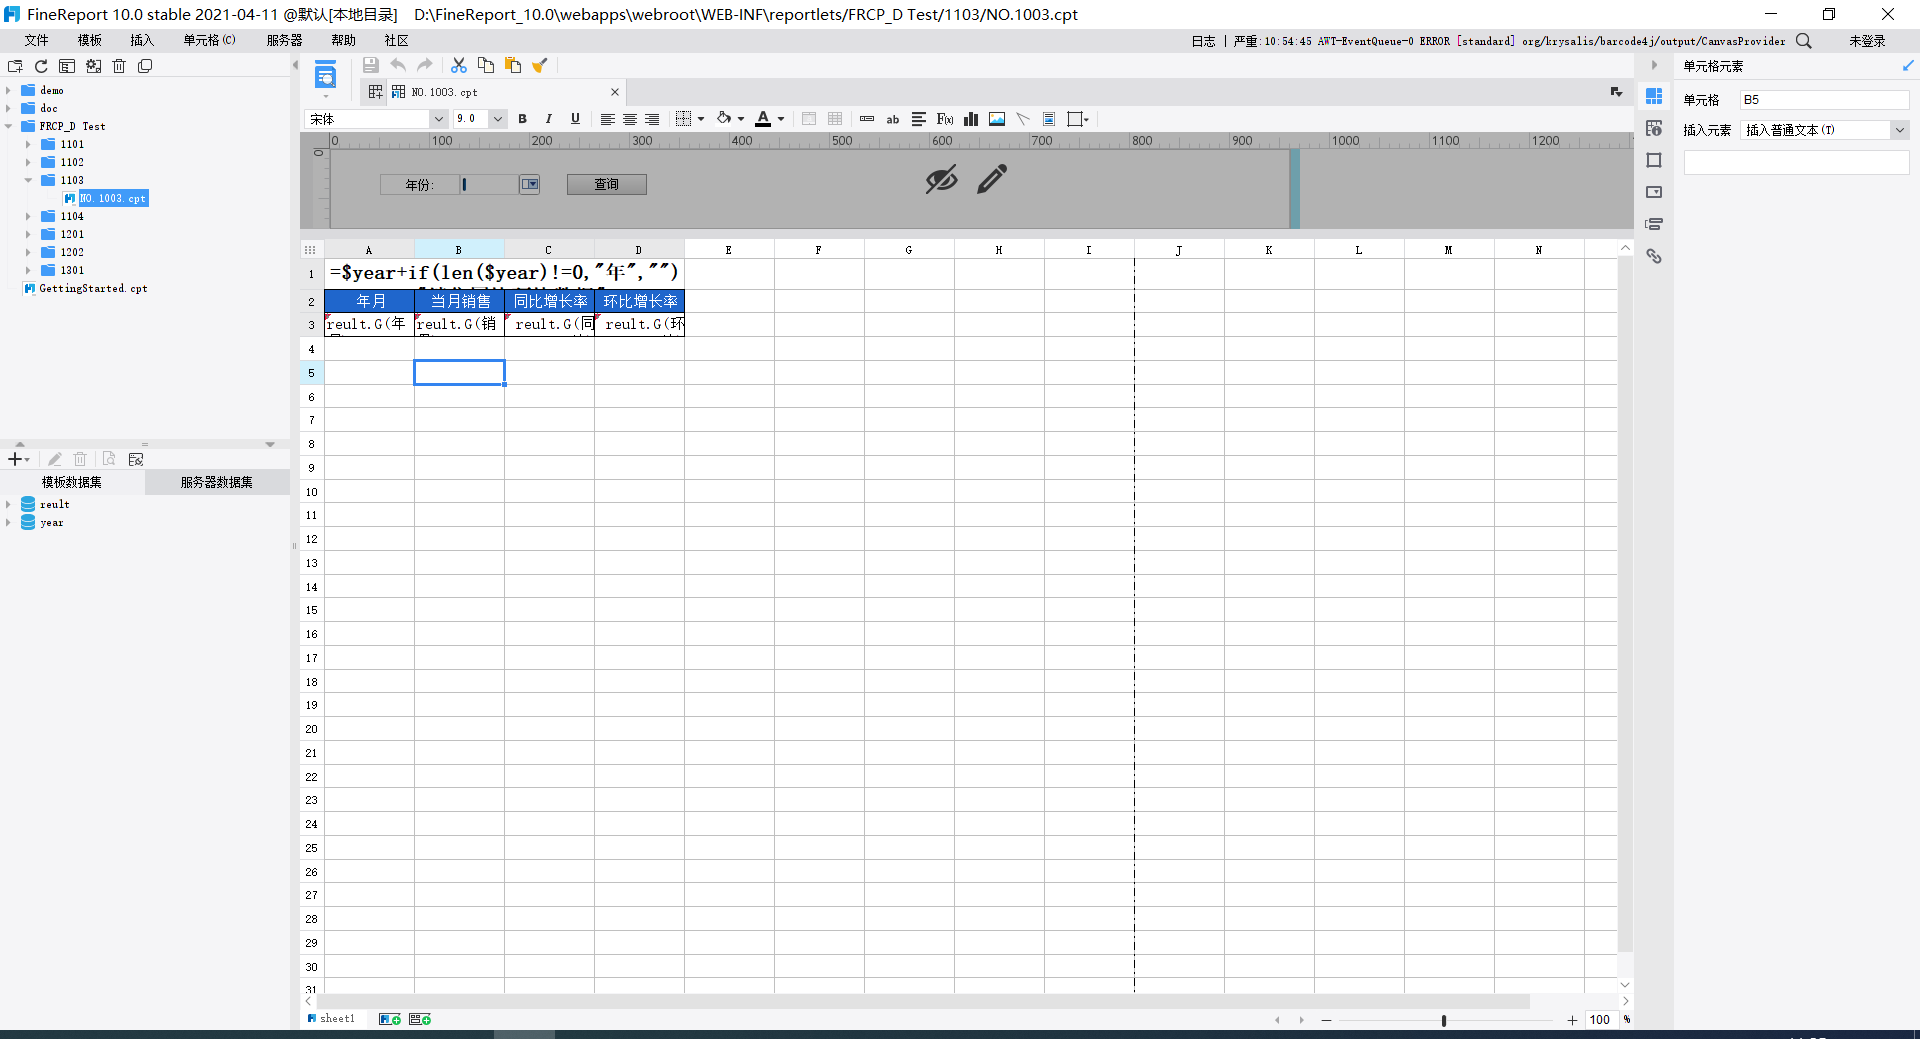 FineReport 10.0 stable 2021-04-11 @默认[本地目录] D:\FineReport_10.0\webapps\webroot\WEB-INF\reportlets/FRCP_D Test/1103/NO.1003.cpt
文件 模板 插入 单元格(C) 服务器 帮助 社区
日志 | 严重:10:54:45 AWT-EventQueue-0 ERROR [standard] org/krysalis/barcode4j/output/CanvasProvider
未登录
demo
doc
FRCP_D Test
1101
1102
1103
NO.1003.cpt
1104
1201
1202
1301
GettingStarted.cpt
模板数据集 服务器数据集
reult
year
NO.1003.cpt
宋体 9.0 B I U A ab F(x)
0 100 200 300 400 500 600 700 800 900 1000 1100 1200
0
年份: 查询
A B C D E F G H I J K L M N
1 =$year+if(len($year)!=0,"年","")
2 年月 当月销售 同比增长率 环比增长率
3 reult.G(年 reult.G(销 reult.G(同 reult.G(环
4
5
6
7
8
9
10
11
12
13
14
15
16
17
18
19
20
21
22
23
24
25
26
27
28
29
30
31
sheet1
100 %
单元格元素
单元格 B5
插入元素 插入普通文本(T)